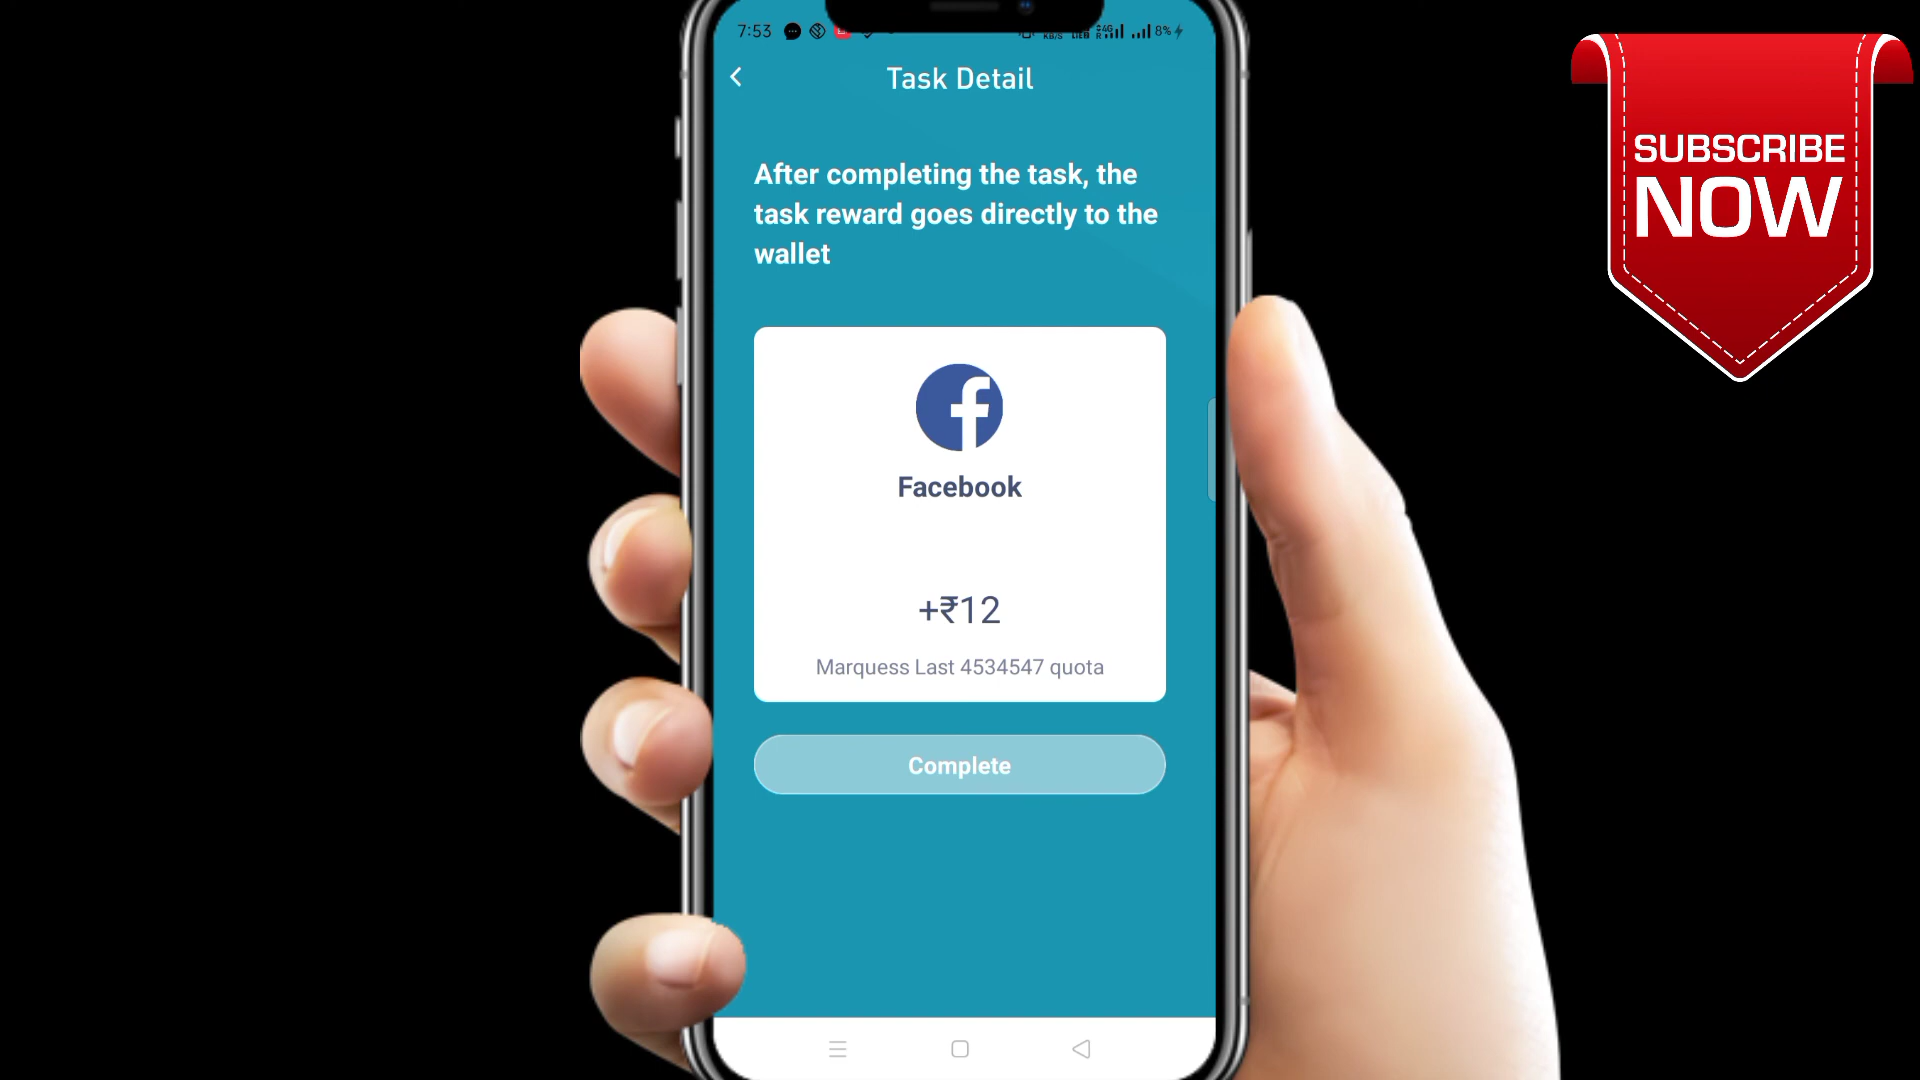 7:53
8%
Task Detail
After completing the task, the
task reward goes directly to the
wallet
Facebook
+₹12
Marquess Last 4534547 quota
Complete
SUBSCRIBE
NOW